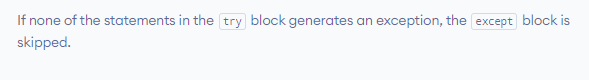 If none of the statements in the try block generates an exception, the except block is
skipped.